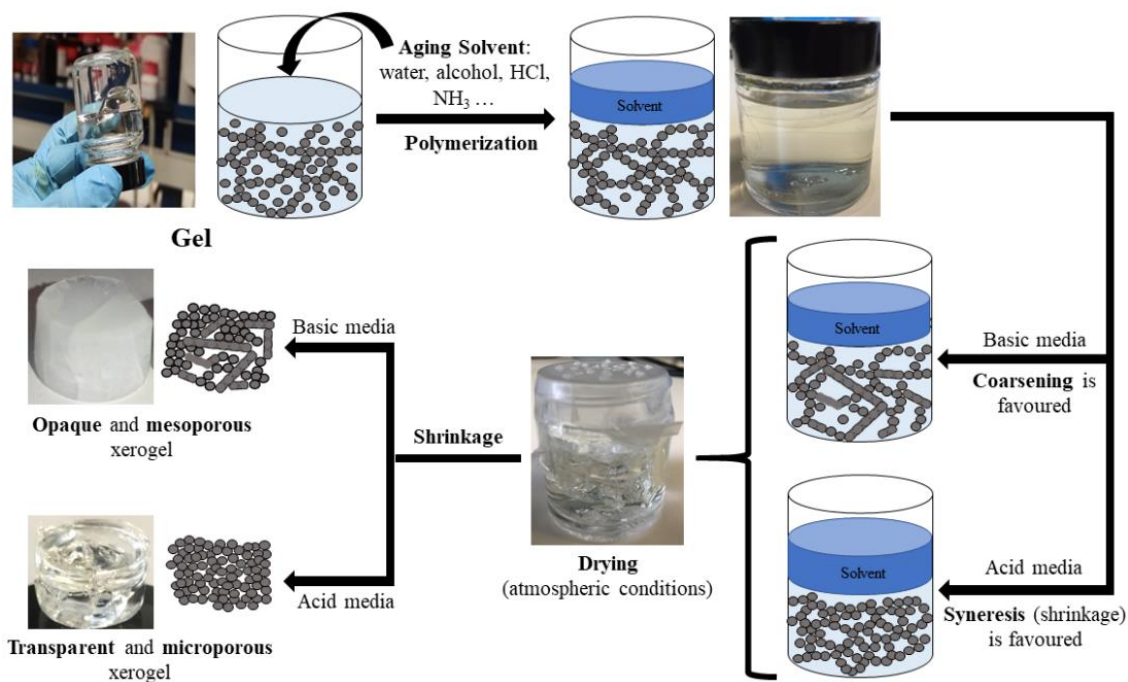 Aging Solvent:
water, alcohol, HCl,
NH₃ …
Polymerization
Solvent
Gel
Basic media
Opaque and mesoporous
xerogel
Shrinkage
Drying
(atmospheric conditions)
Solvent
Basic media
Coarsening is
favoured
Acid media
Transparent and microporous
xerogel
Solvent
Acid media
Syneresis (shrinkage)
is favoured